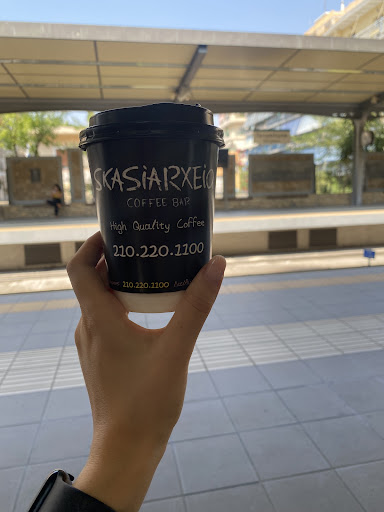 SKASiARXEiO
COFFEE BAR
High Quality Coffee
210.220.1100
210.220.1100